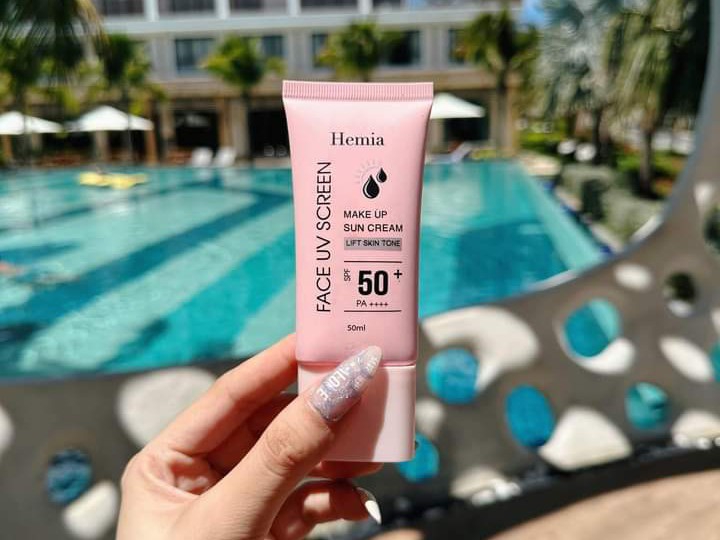 Hemia
FACE UV SCREEN
MAKE UP
SUN CREAM
LIFT SKIN TONE
SPF 50+
PA ++++
50ml